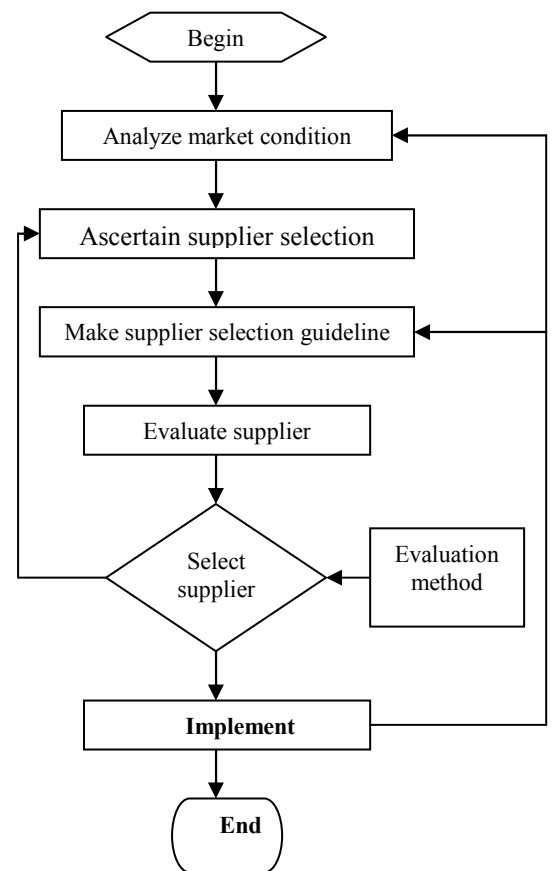 Begin
Analyze market condition
Ascertain supplier selection
Make supplier selection guideline
Evaluate supplier
Select
supplier
Evaluation
method
Implement
End